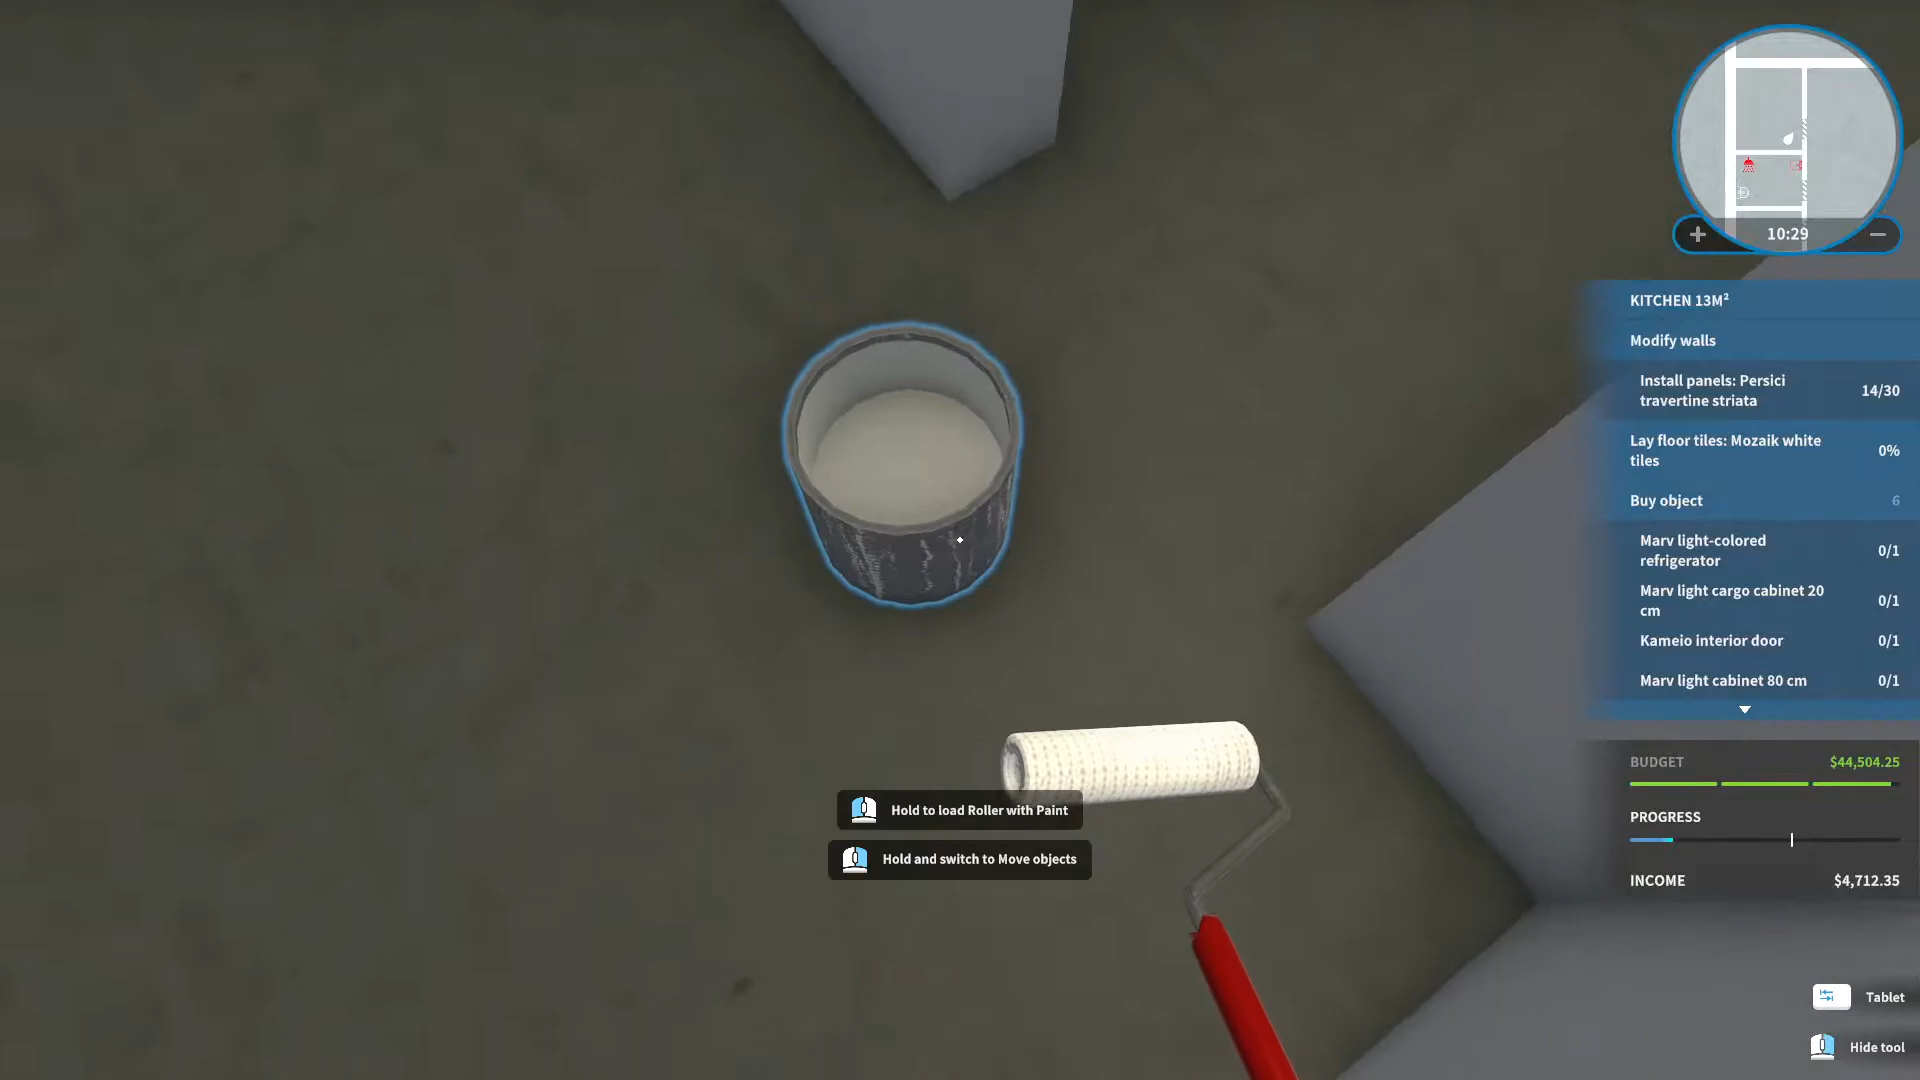 10:29
KITCHEN 13M²
Modify walls
Install panels: Persici
travertine striata
14/30
Lay floor tiles: Mozaik white
tiles
0%
Buy object
6
Marv light-colored
refrigerator
0/1
Marv light cargo cabinet 20
cm
0/1
Kameio interior door
0/1
Marv light cabinet 80 cm
0/1
BUDGET
$44,504.25
PROGRESS
INCOME
$4,712.35
Hold to load Roller with Paint
Hold and switch to Move objects
Tablet
Hide tool